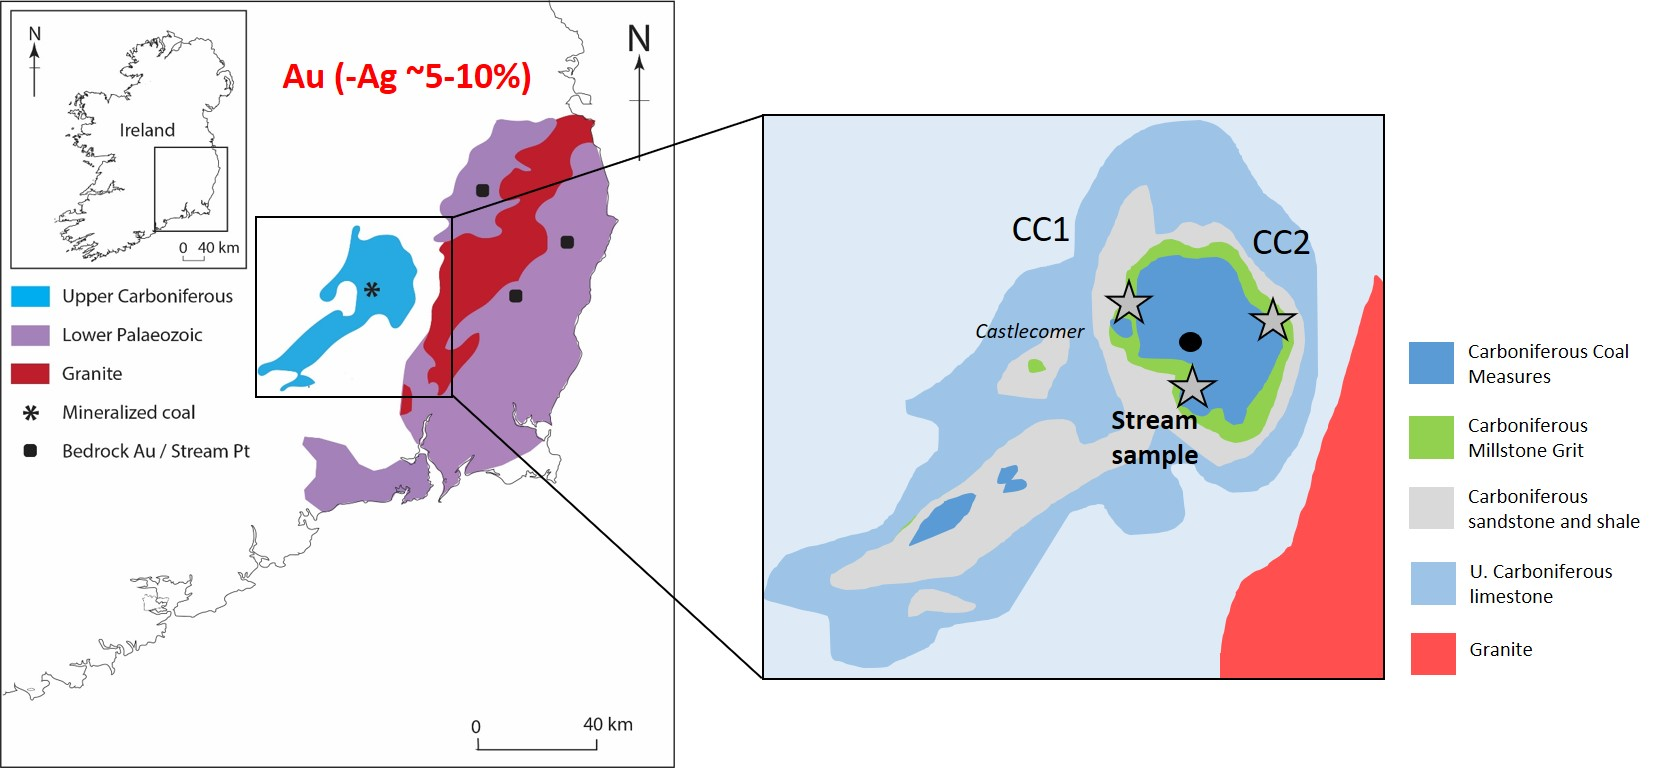 N
Ireland
0 40 km
Au (-Ag ~5-10%)
N
Upper Carboniferous
Lower Palaeozoic
Granite
Mineralized coal
Bedrock Au / Stream Pt
0 40 km
CC1
CC2
Castlecomer
Stream
sample
Carboniferous Coal
Measures
Carboniferous
Millstone Grit
Carboniferous
sandstone and shale
U. Carboniferous
limestone
Granite